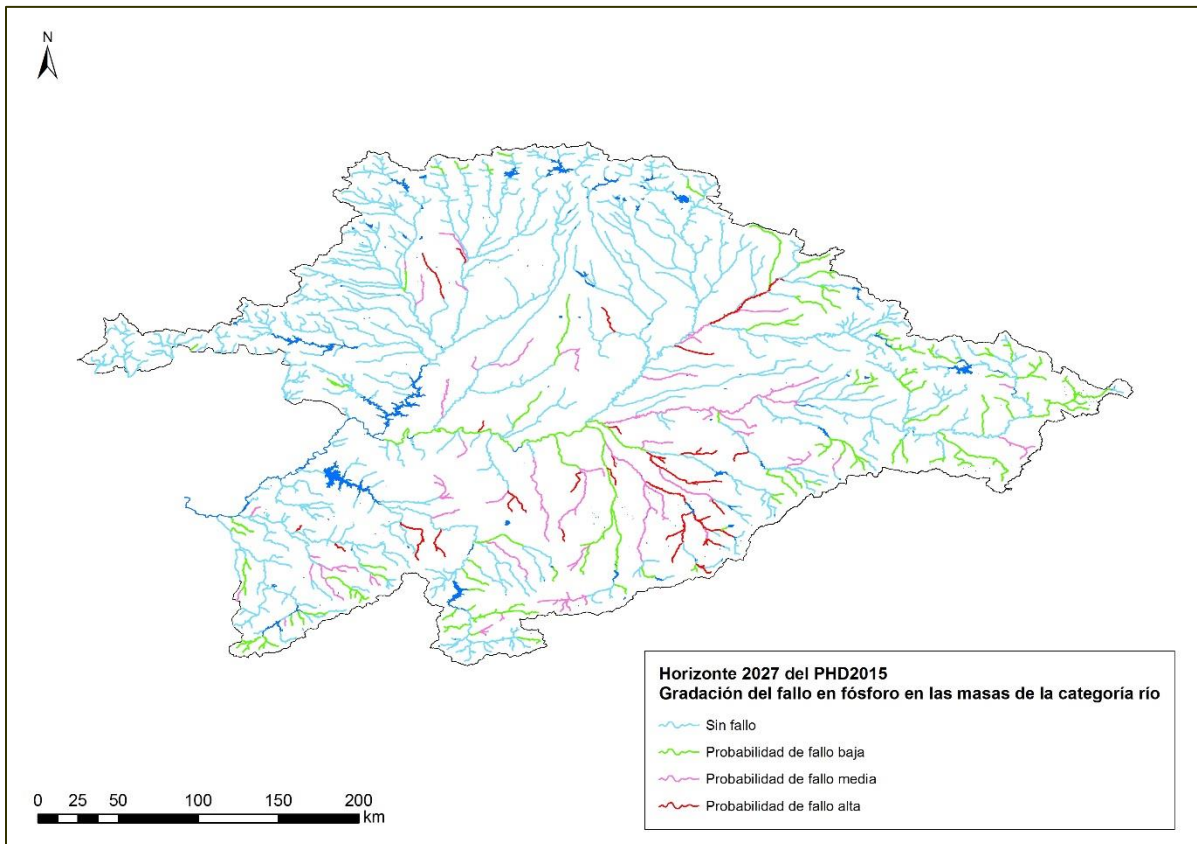 N
Horizonte 2027 del PHD2015
Gradación del fallo en fósforo en las masas de la categoría río
Sin fallo
Probabilidad de fallo baja
Probabilidad de fallo media
Probabilidad de fallo alta
0 25 50 100 150 200
km